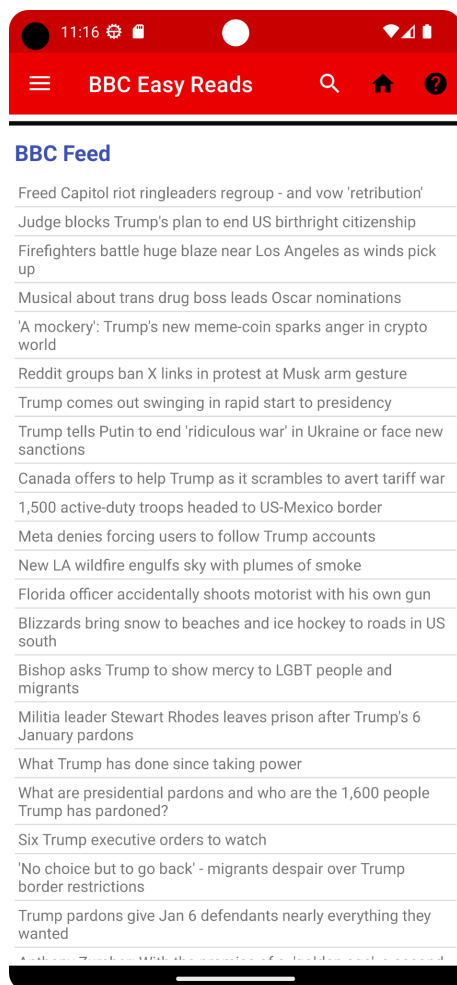 11:16
BBC Easy Reads
BBC Feed
Freed Capitol riot ringleaders regroup - and vow 'retribution'
Judge blocks Trump's plan to end US birthright citizenship
Firefighters battle huge blaze near Los Angeles as winds pick
up
Musical about trans drug boss leads Oscar nominations
'A mockery': Trump's new meme-coin sparks anger in crypto
world
Reddit groups ban X links in protest at Musk arm gesture
Trump comes out swinging in rapid start to presidency
Trump tells Putin to end 'ridiculous war' in Ukraine or face new
sanctions
Canada offers to help Trump as it scrambles to avert tariff war
1,500 active-duty troops headed to US-Mexico border
Meta denies forcing users to follow Trump accounts
New LA wildfire engulfs sky with plumes of smoke
Florida officer accidentally shoots motorist with his own gun
Blizzards bring snow to beaches and ice hockey to roads in US
south
Bishop asks Trump to show mercy to LGBT people and
migrants
Militia leader Stewart Rhodes leaves prison after Trump's 6
January pardons
What Trump has done since taking power
What are presidential pardons and who are the 1,600 people
Trump has pardoned?
Six Trump executive orders to watch
'No choice but to go back' - migrants despair over Trump
border restrictions
Trump pardons give Jan 6 defendants nearly everything they
wanted